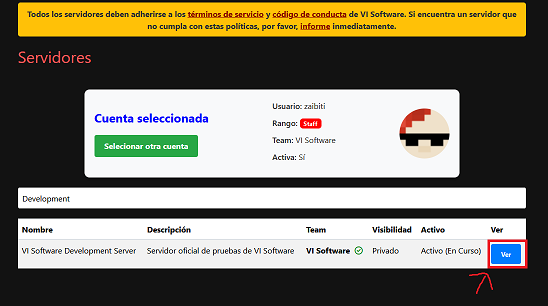 Todos los servidores deben adherirse a los términos de servicio y código de conducta de VI Software. Si encuentra un servidor que
no cumpla con estas políticas, por favor, informe inmediatamente.
Servidores
Cuenta seleccionada
Selecionar otra cuenta
Usuario: zaibiti
Rango: Staff
Team: VI Software
Activa: Sí
Development
Nombre Descripción Team Visibilidad Activo Ver
VI Software Development Server Servidor oficial de pruebas de VI Software VI Software Privado Activo (En Curso) Ver